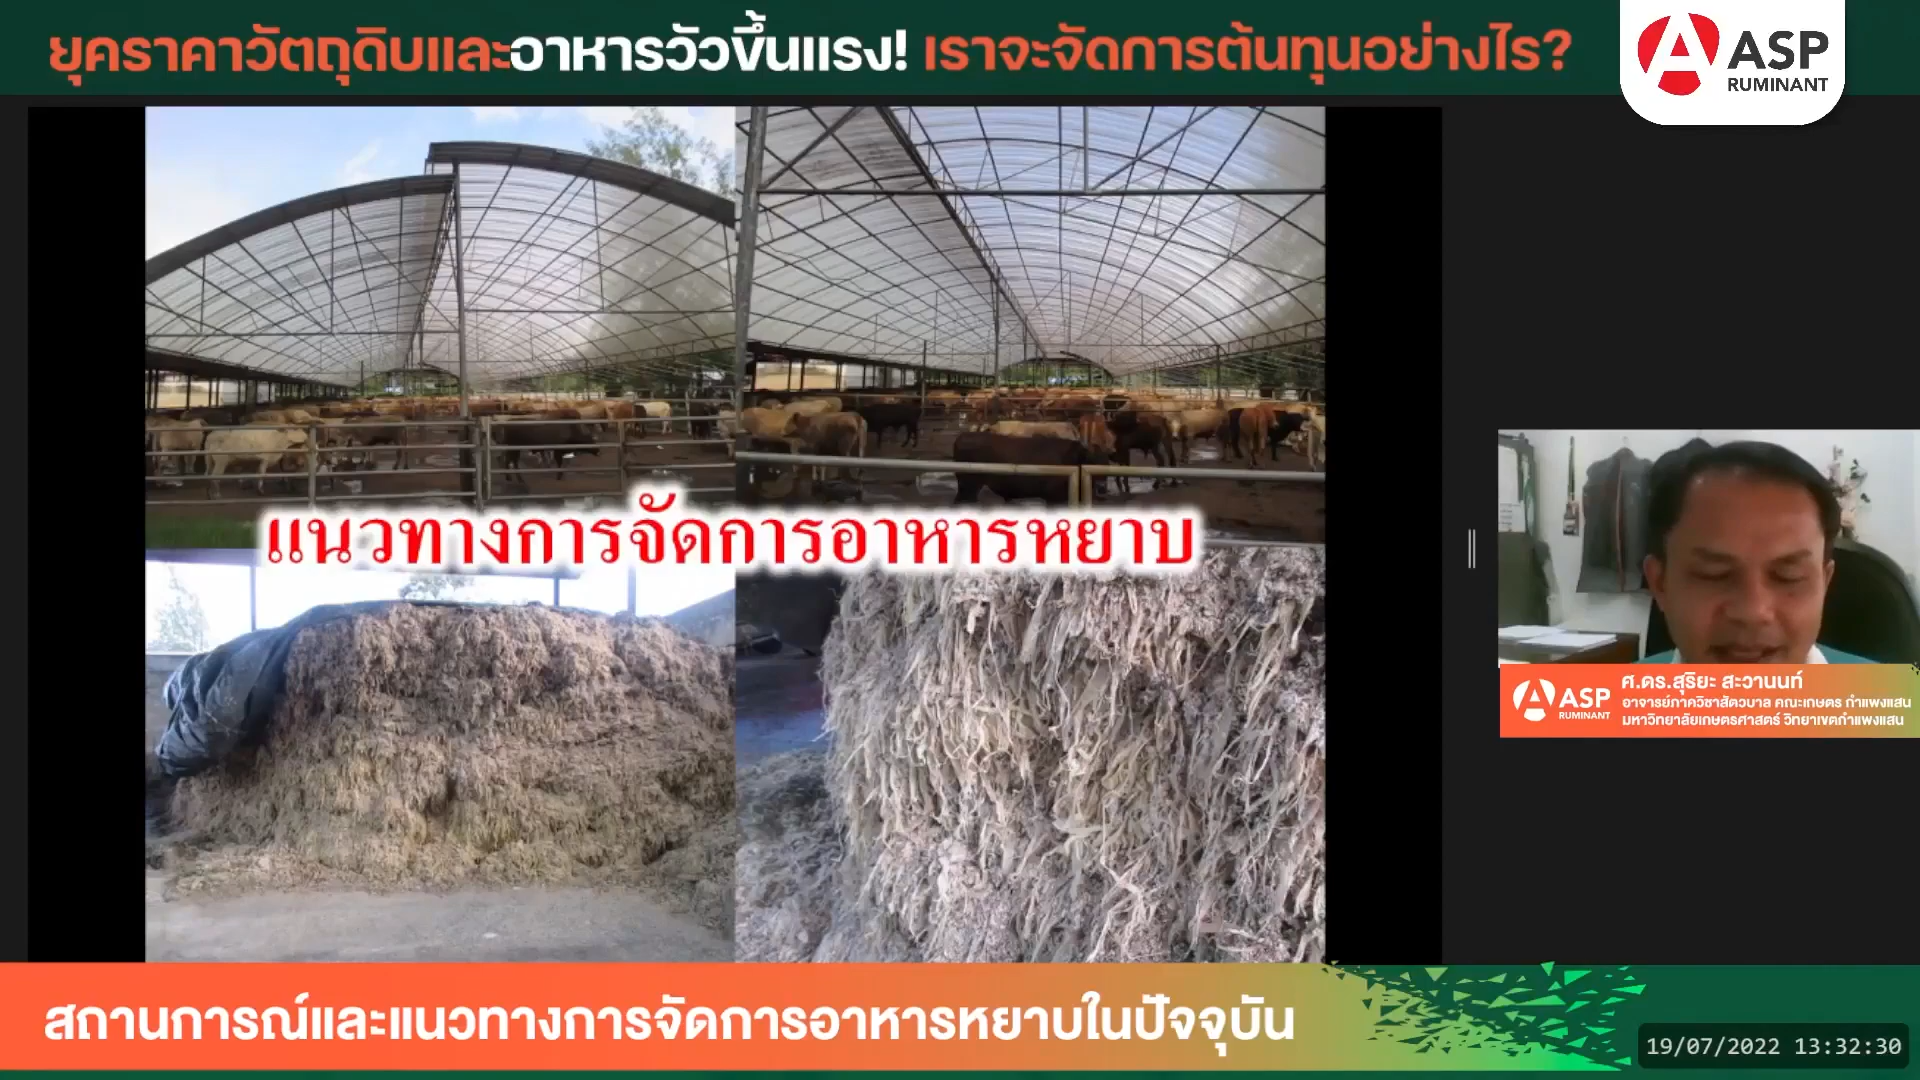 ยุคราคาวัตถุดิบและอาหารวัวขึ้นแรง! เราจะจัดการต้นทุนอย่างไร?
ASP
RUMINANT
แนวทางการจัดการอาหารหยาบ
ASP
RUMINANT
ศ.ดร.สุริยะ สะวานนท์
อาจารย์ภาควิชาสัตวบาล คณะเกษตร กำแพงแสน
มหาวิทยาลัยเกษตรศาสตร์ วิทยาเขตกำแพงแสน
สถานการณ์และแนวทางการจัดการอาหารหยาบในปัจจุบัน
19/07/2022 13:32:30